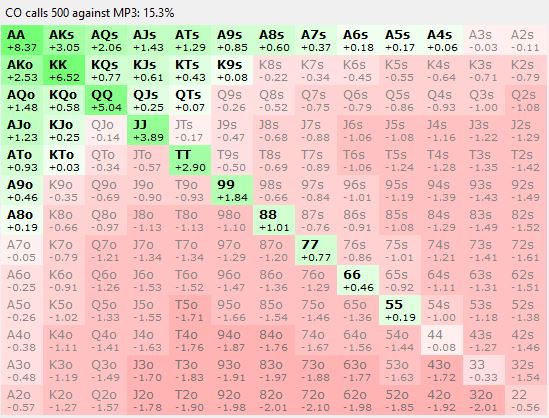 CO calls 500 against MP3: 15.3%
AA AKs AQs AJs ATs A9s A8s A7s A6s A5s A4s A3s A2s
+8.37 +3.05 +2.06 +1.43 +1.29 +0.85 +0.60 +0.37 +0.18 +0.17 +0.06 -0.03 -0.11
AKo KK KQs KJs KTs K9s K8s K7s K6s K5s K4s K3s K2s
+2.53 +6.52 +0.77 +0.61 +0.43 +0.08 -0.22 -0.34 -0.45 -0.55 -0.64 -0.71 -0.79
AQo KQo QQ QJs QTs Q9s Q8s Q7s Q6s Q5s Q4s Q3s Q2s
+1.48 +0.58 +5.04 +0.25 +0.07 -0.26 -0.52 -0.75 -0.79 -0.86 -0.93 -1.00 -1.08
AJo KJo QJo JJ JTs J9s J8s J7s J6s J5s J4s J3s J2s
+1.23 +0.25 -0.14 +3.89 -0.17 -0.47 -0.68 -0.88 -1.06 -1.08 -1.16 -1.22 -1.29
ATo KTo QTo JTo TT T9s T8s T7s T6s T5s T4s T3s T2s
+0.93 +0.03 -0.34 -0.57 +2.90 -0.50 -0.69 -0.89 -1.06 -1.24 -1.28 -1.35 -1.42
A9o K9o Q9o J9o T9o 99 98s 97s 96s 95s 94s 93s 92s
+0.46 -0.35 -0.69 -0.90 -0.93 +1.84 -0.66 -0.84 -1.01 -1.19 -1.39 -1.43 -1.49
A8o K8o Q8o J8o T8o 98o 88 87s 86s 85s 84s 83s 82s
+0.19 -0.66 -0.97 -1.13 -1.13 -1.10 +1.21 -0.76 -0.91 -1.08 -1.29 -1.49 -1.52
A7o K7o Q7o J7o T7o 97o 87o 77 76s 75s 74s 73s 72s
-0.05 -0.79 -1.21 -1.34 -1.34 -1.29 -1.20 +0.77 -0.86 -1.01 -1.21 -1.41 -1.61
A6o K6o Q6o J6o T6o 96o 86o 76o 66 65s 64s 63s 62s
-0.25 -0.91 -1.26 -1.53 -1.52 -1.47 -1.36 -1.29 +0.46 -0.92 -1.11 -1.31 -1.51
A5o K5o Q5o J5o T5o 95o 85o 75o 65o 55 54s 53s 52s
-0.26 -1.02 -1.33 -1.55 -1.71 -1.66 -1.54 -1.46 -1.35 +0.19 -1.00 -1.18 -1.38
A4o K4o Q4o J4o T4o 94o 84o 74o 64o 54o 44 43s 42s
-0.38 -1.11 -1.41 -1.63 -1.76 -1.87 -1.76 -1.67 -1.56 -1.44 -0.08 -1.27 -1.46
A3o K3o Q3o J3o T3o 93o 83o 73o 63o 53o 43o 33 32s
-0.48 -1.19 -1.49 -1.70 -1.83 -1.91 -1.97 -1.88 -1.77 -1.63 -1.72 -0.33 -1.54
A2o K2o Q2o J2o T2o 92o 82o 72o 62o 52o 42o 32o 22
-0.57 -1.27 -1.57 -1.78 -1.90 -1.98 -2.01 -2.10 -1.98 -1.85 -1.92 -2.01 -0.56